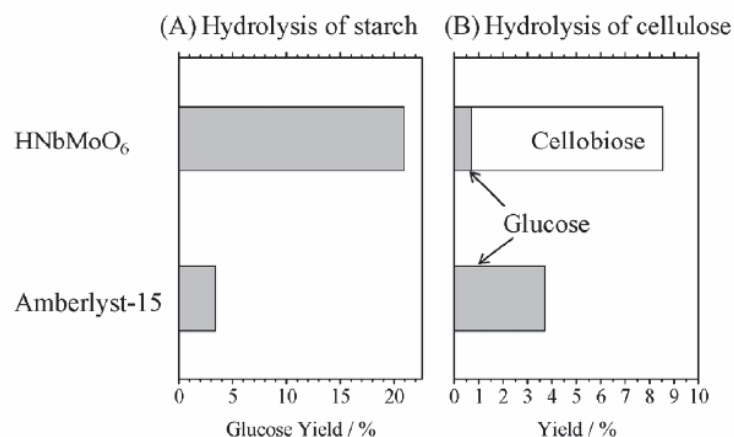 (A) Hydrolysis of starch
(B) Hydrolysis of cellulose
HNbMoO₆
Cellobiose
Glucose
Amberlyst-15
0 5 10 15 20
0 1 2 3 4 5 6 7 8 9 10
Glucose Yield / %
Yield / %